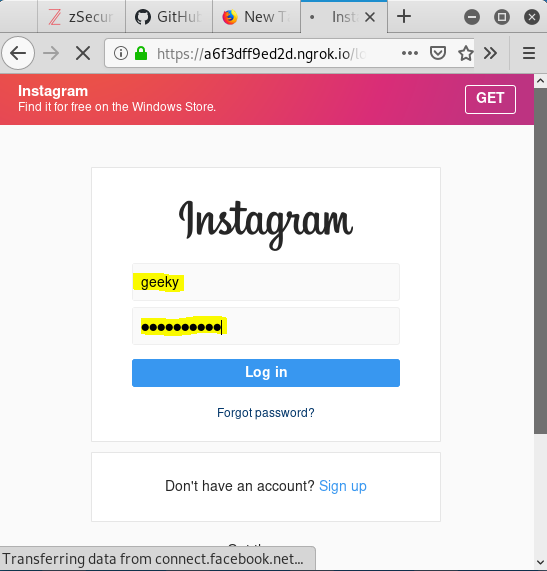 zSecur
GitHub
New T
Insta
https://a6f3dff9ed2d.ngrok.io/lo
Instagram
Find it for free on the Windows Store.
GET
Instagram
geeky
Log in
Forgot password?
Don't have an account? Sign up
Transferring data from connect.facebook.net...